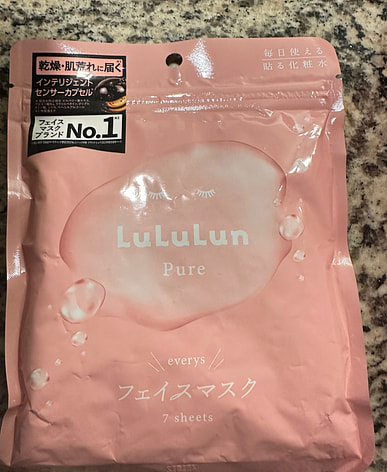 乾燥・肌荒れに届く
インテリジェント
センサーカプセル
フェイス
マスク
ブランド
No.1
毎日使える
貼る化粧水
LuLuLun
Pure
everys
フェイスマスク
7 sheets